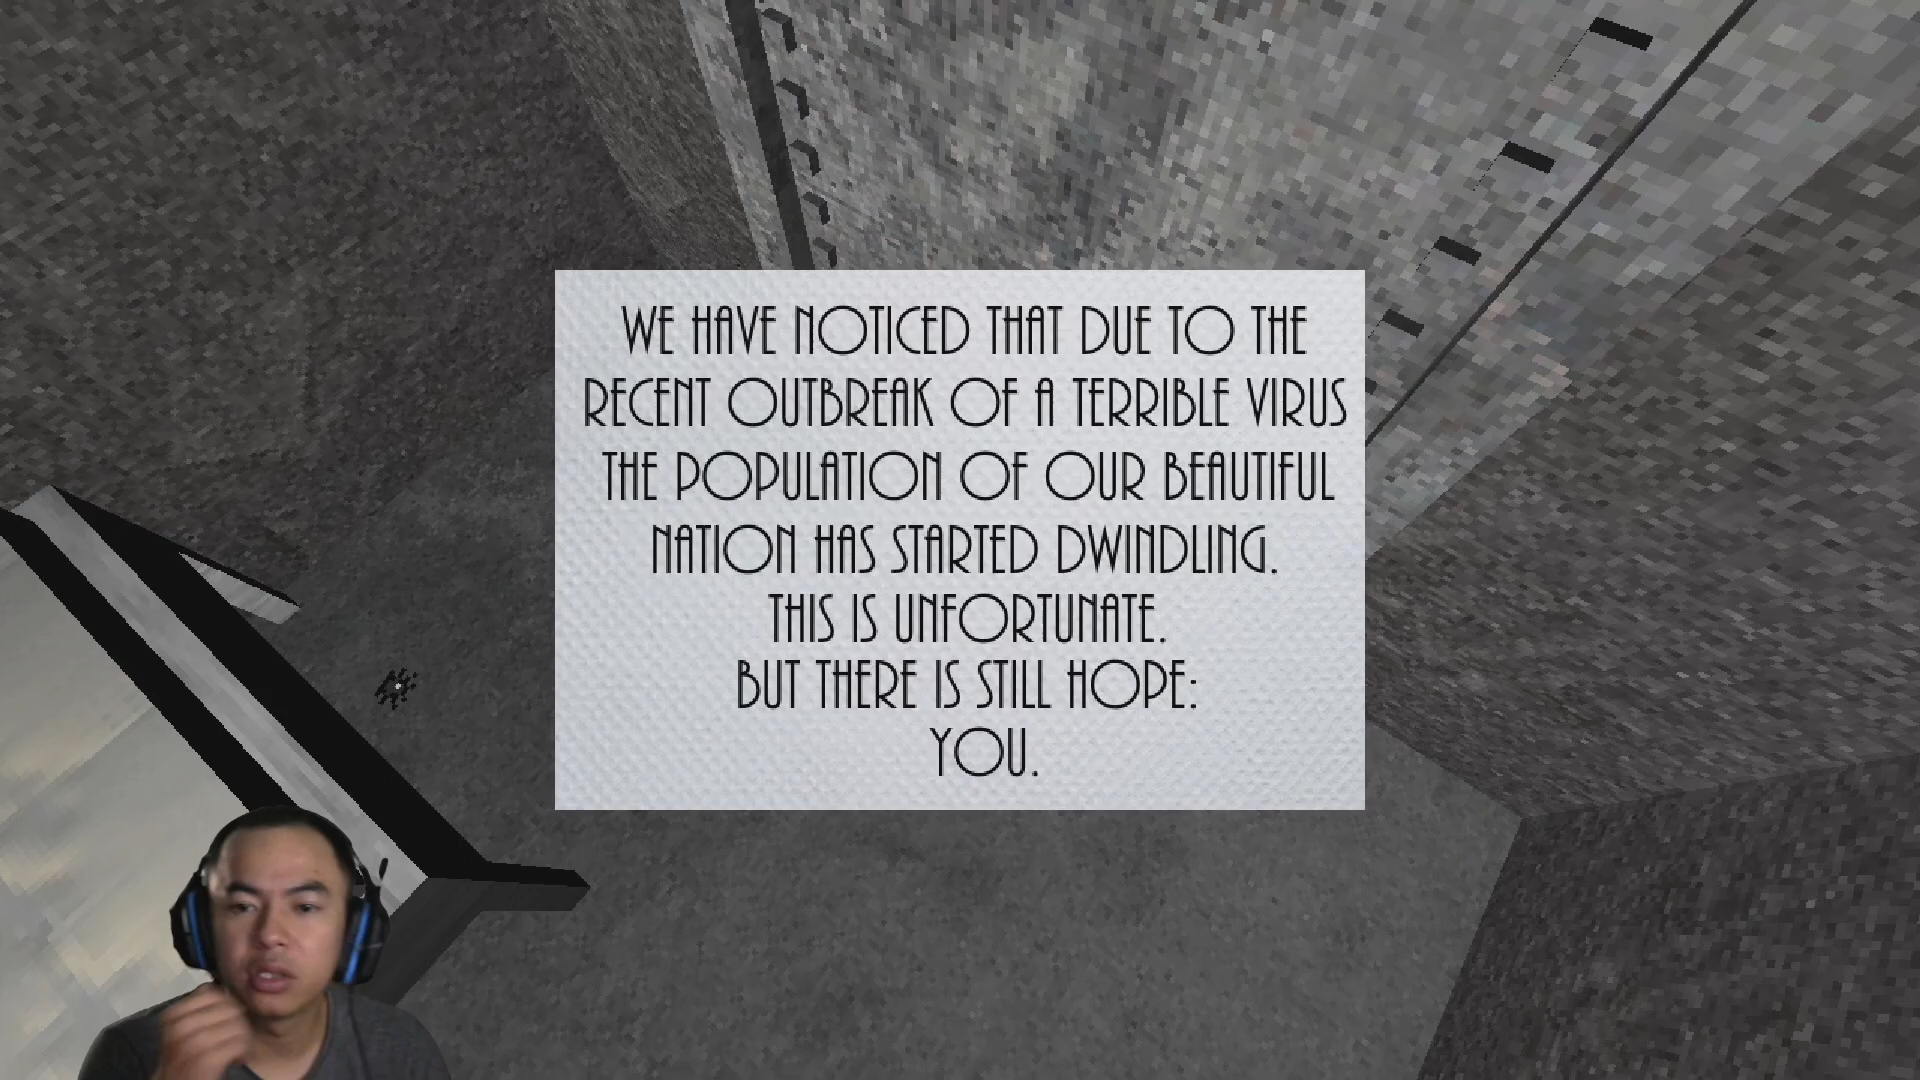 WE HAVE NOTICED THAT DUE TO THE
RECENT OUTBREAK OF A TERRIBLE VIRUS
THE POPULATION OF OUR BEAUTIFUL
NATION HAS STARTED DWINDLING.
THIS IS UNFORTUNATE.
BUT THERE IS STILL HOPE:
YOU.